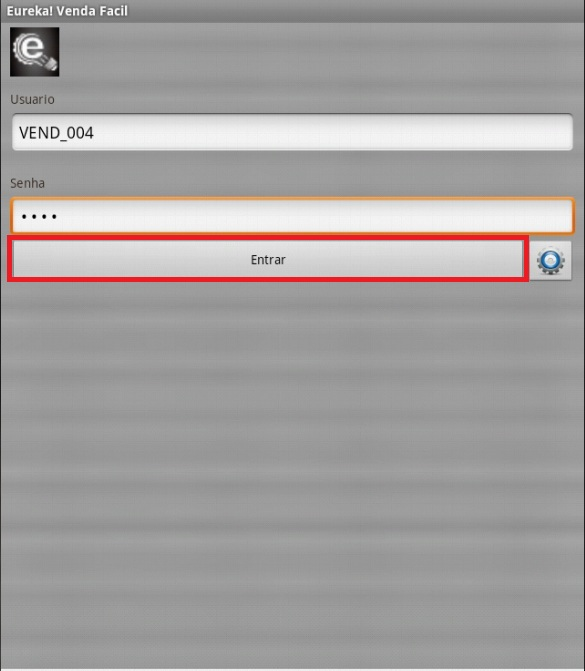 Eureka! Venda Facil
e
Usuario
VEND_004
Senha
••••
Entrar